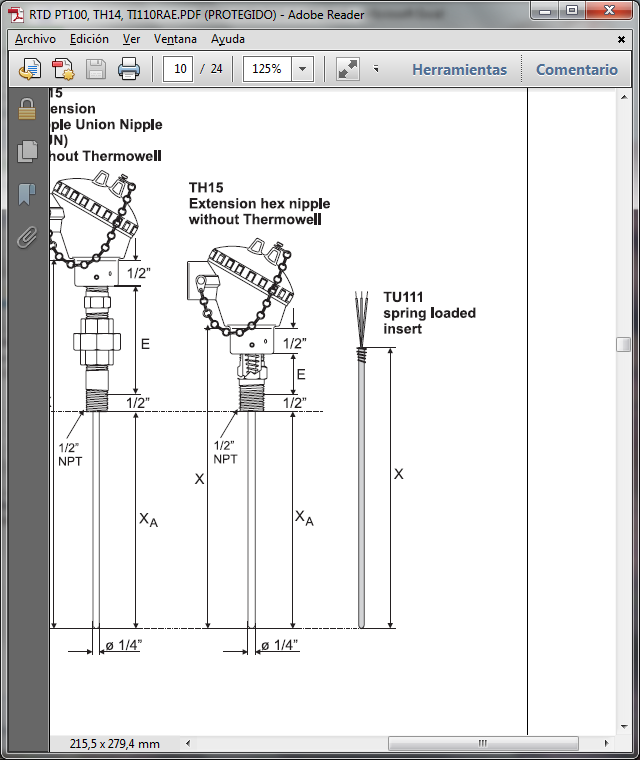 RTD PT100, TH14, TI110RAE.PDF (PROTEGIDO) - Adobe Reader
Archivo Edición Ver Ventana Ayuda
10 / 24 125% Herramientas Comentario
15
ension
ple Union Nipple
UN)
hout Thermowell
TH15
Extension hex nipple
without Thermowell
TU111
spring loaded
insert
1/2"
E
1/2"
1/2"
NPT
XA
ø 1/4"
1/2"
E
1/2"
1/2"
NPT
X
XA
ø 1/4"
X
215,5 x 279,4 mm